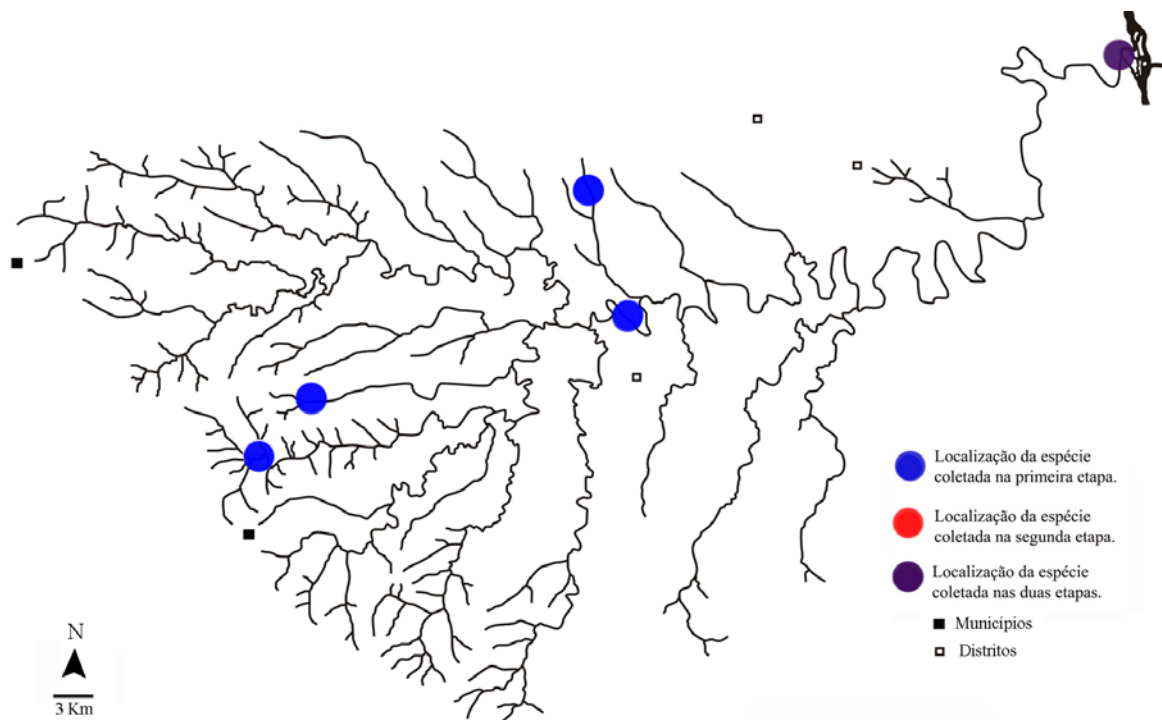 Localização da espécie
coletada na primeira etapa.
Localização da espécie
coletada na segunda etapa.
Localização da espécie
coletada nas duas etapas.
Municípios
Distritos
N
3 Km